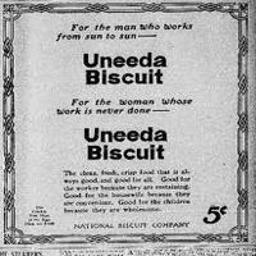 For the man who works
from sun to sun—
Uneeda
Biscuit
For the woman whose
work is never done—
Uneeda
Biscuit
The clean, fresh, crisp food that is al-
ways good, and good for all. Good for
the worker because they are sustaining.
Good for the housewife because they
are convenient. Good for the children
because they are wholesome.
5¢
NATIONAL BISCUIT COMPANY